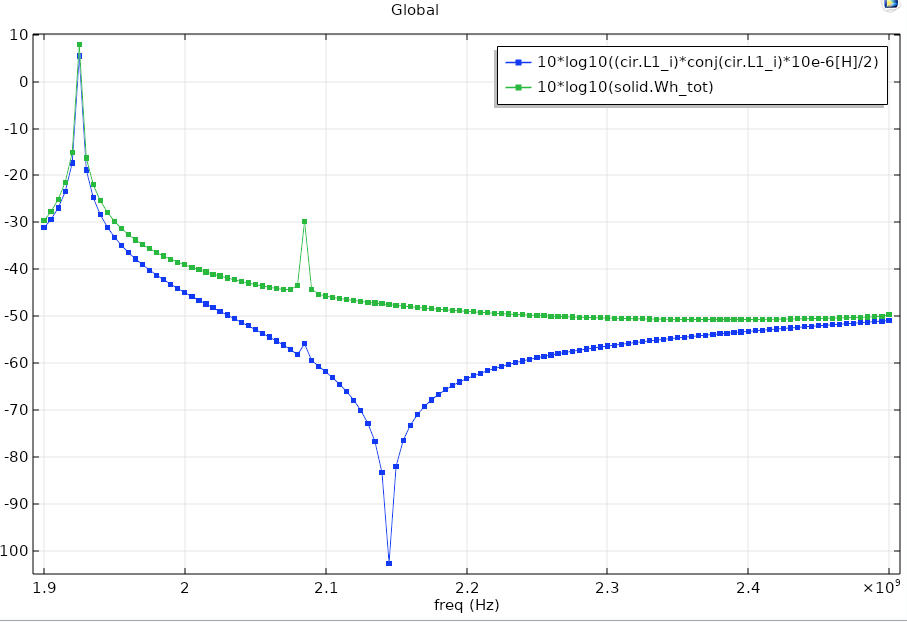 Global
10*log10((cir.L1_i)*conj(cir.L1_i)*10e-6[H]/2)
10*log10(solid.Wh_tot)
10
0
-10
-20
-30
-40
-50
-60
-70
-80
-90
100
1.9 2 2.1 2.2 2.3 2.4 ×10⁹
freq (Hz)